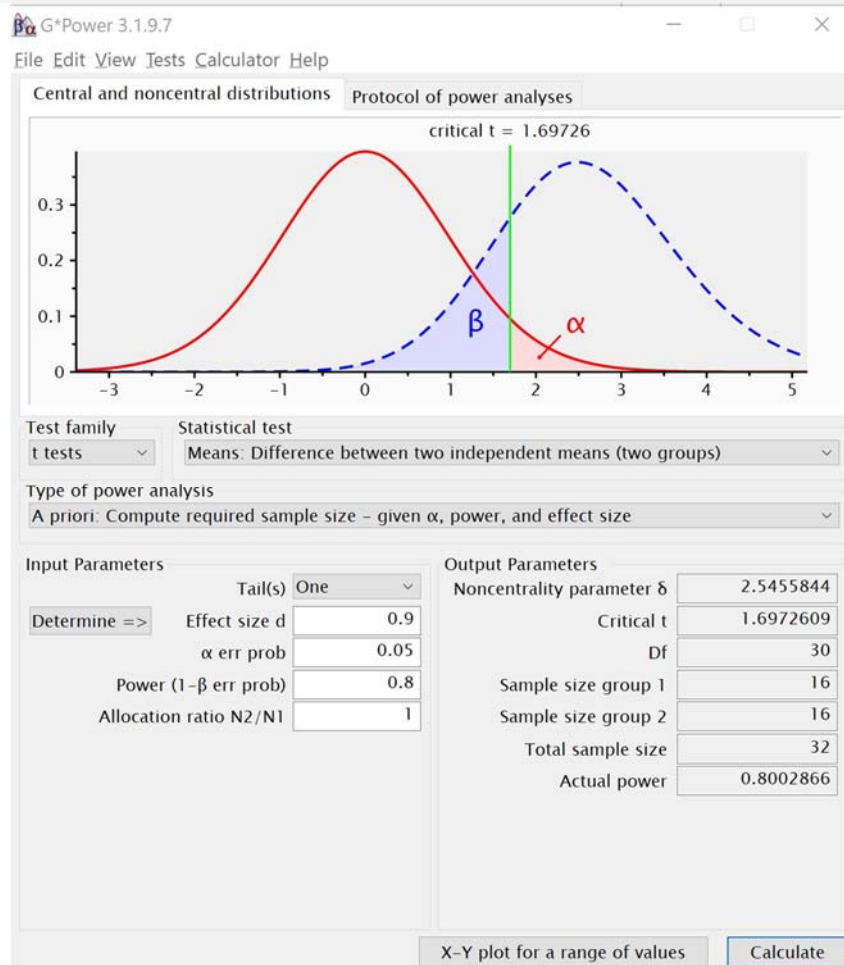 βα G*Power 3.1.9.7
File Edit View Tests Calculator Help
Central and noncentral distributions Protocol of power analyses
critical t = 1.69726
0.3
0.2
0.1
0
β
α
-3 -2 -1 0 1 2 3 4 5
Test family Statistical test
t tests Means: Difference between two independent means (two groups)
Type of power analysis
A priori: Compute required sample size – given α, power, and effect size
Input Parameters Output Parameters
Tail(s) One Noncentrality parameter δ 2.5455844
Determine => Effect size d 0.9 Critical t 1.6972609
α err prob 0.05 Df 30
Power (1–β err prob) 0.8 Sample size group 1 16
Allocation ratio N2/N1 1 Sample size group 2 16
Total sample size 32
Actual power 0.8002866
X–Y plot for a range of values Calculate